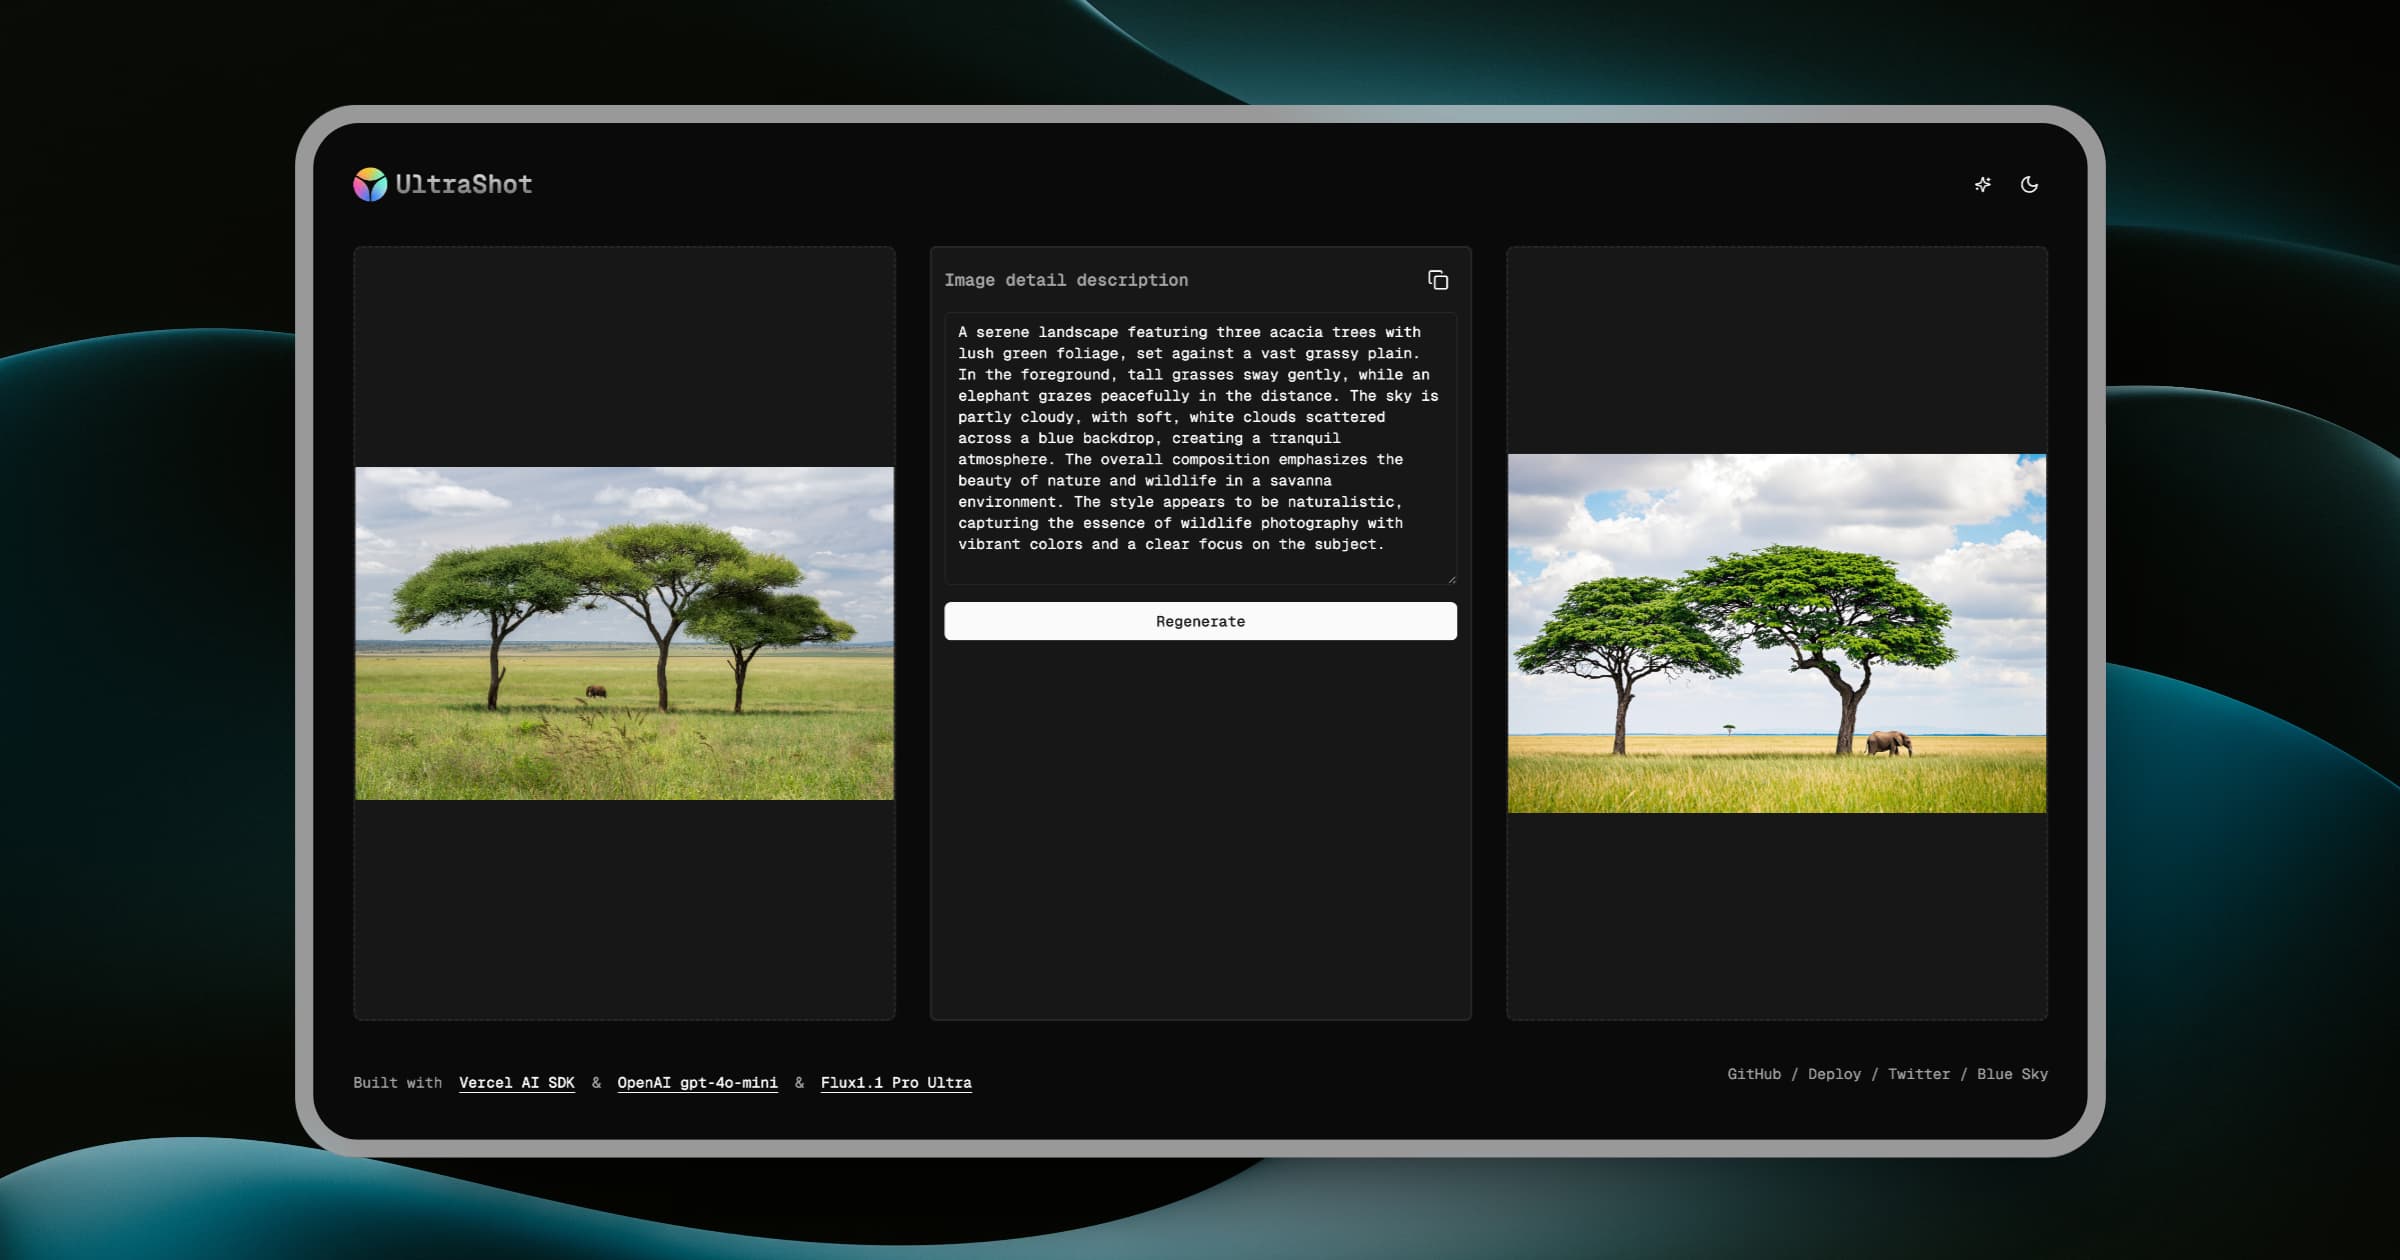 UltraShot
Image detail description
A serene landscape featuring three acacia trees with
lush green foliage, set against a vast grassy plain.
In the foreground, tall grasses sway gently, while an
elephant grazes peacefully in the distance. The sky is
partly cloudy, with soft, white clouds scattered
across a blue backdrop, creating a tranquil
atmosphere. The overall composition emphasizes the
beauty of nature and wildlife in a savanna
environment. The style appears to be naturalistic,
capturing the essence of wildlife photography with
vibrant colors and a clear focus on the subject.
Regenerate
Built with Vercel AI SDK & OpenAI gpt-4o-mini & Flux1.1 Pro Ultra
GitHub / Deploy / Twitter / Blue Sky